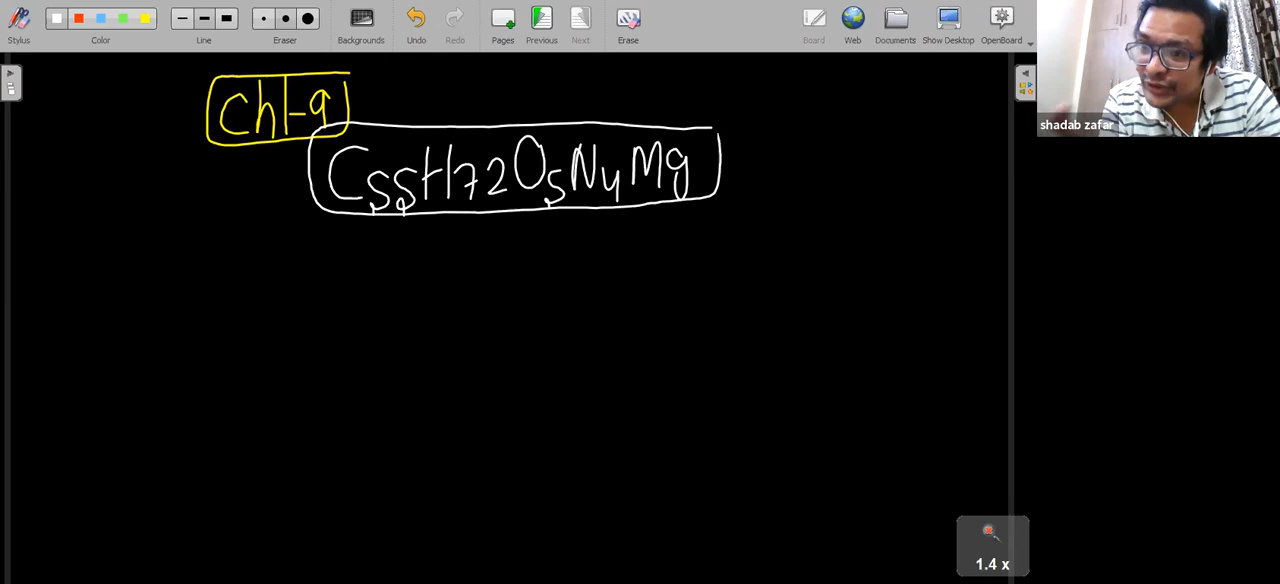 Stylus Color Line Eraser Backgrounds Undo Redo Pages Previous Next Erase Board Web Documents Show Desktop OpenBoard
shadab zafar
Chl-a
C55H72O5N4Mg
1.4 x